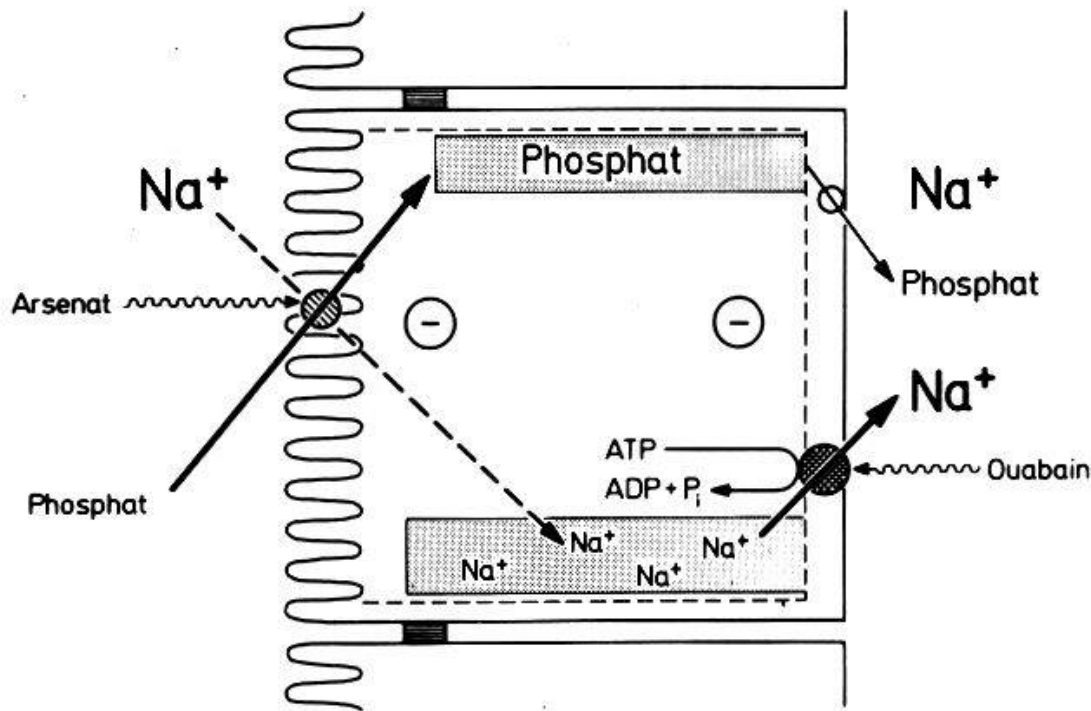 Phosphat
Na⁺
Na⁺
Arsenat
Phosphat
−
−
Na⁺
ATP
Ouabain
ADP + Pᵢ
Phosphat
Na⁺
Na⁺
Na⁺
Na⁺